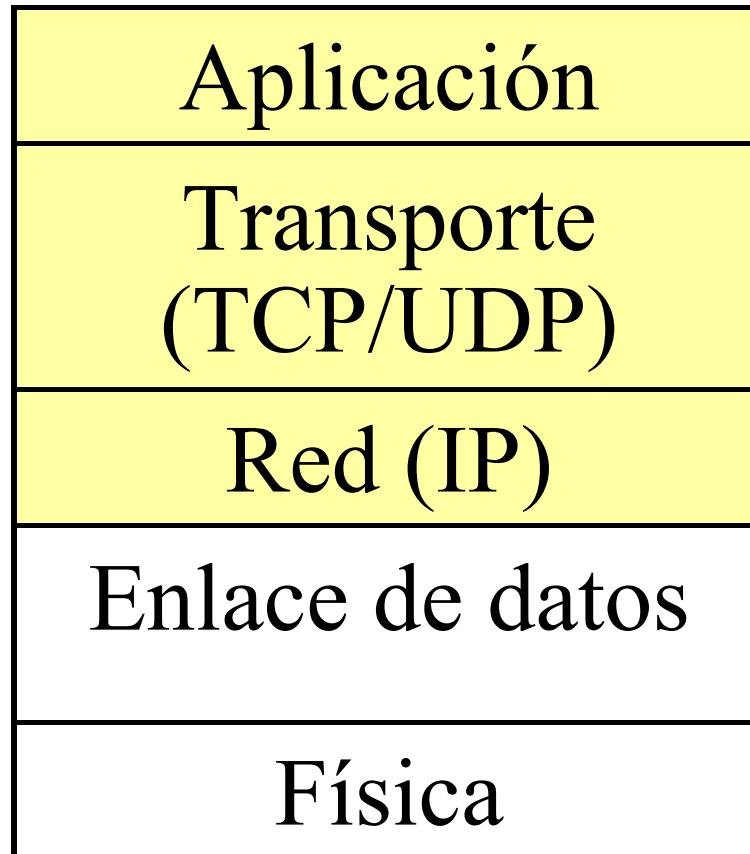 Aplicación
Transporte
(TCP/UDP)
Red (IP)
Enlace de datos
Física